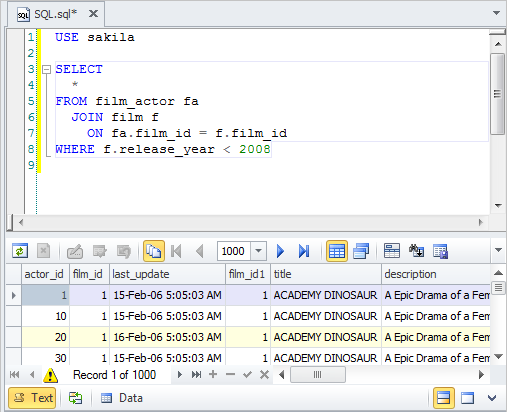 SQL SQL.sql*
1 USE sakila
2
3 SELECT
4 *
5 FROM film_actor fa
6 JOIN film f
7 ON fa.film_id = f.film_id
8 WHERE f.release_year < 2008
9
1000
actor_id film_id last_update film_id1 title description
1 1 15-Feb-06 5:05:03 AM 1 ACADEMY DINOSAUR A Epic Drama of a Fem
10 1 15-Feb-06 5:05:03 AM 1 ACADEMY DINOSAUR A Epic Drama of a Fem
20 1 16-Feb-06 5:05:03 AM 1 ACADEMY DINOSAUR A Epic Drama of a Fem
30 1 15-Feb-06 5:05:03 AM 1 ACADEMY DINOSAUR A Epic Drama of a Fem
Record 1 of 1000
Text Data